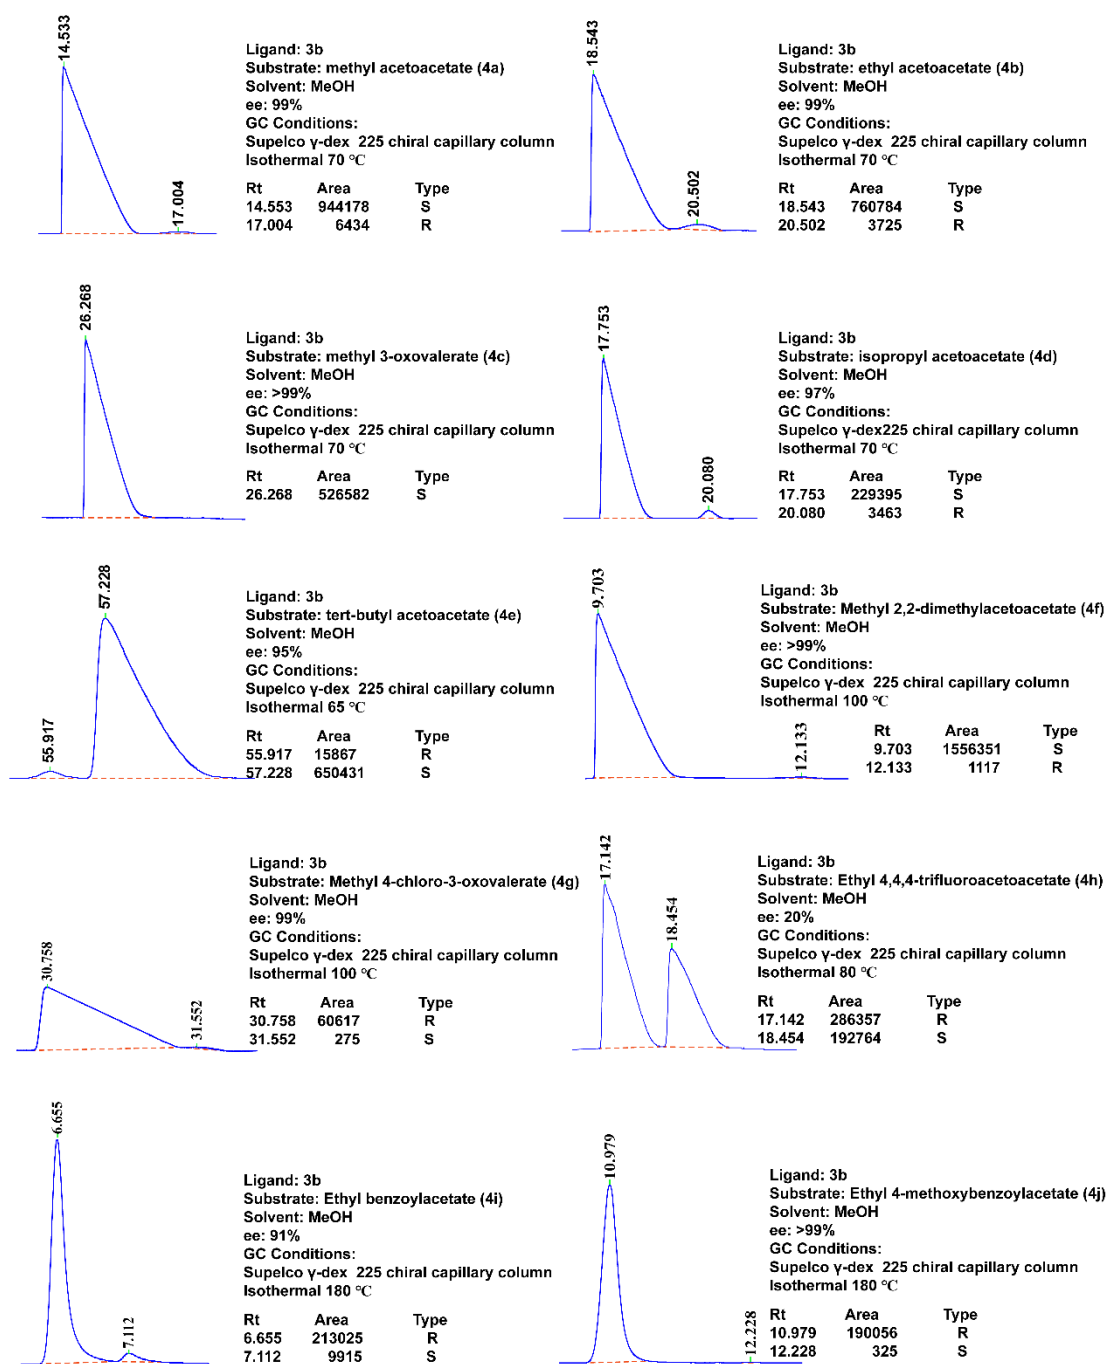 14.533
17.004
Ligand: 3b
Substrate: methyl acetoacetate (4a)
Solvent: MeOH
ee: 99%
GC Conditions:
Supelco γ-dex 225 chiral capillary column
Isothermal 70 °C
Rt Area Type
14.553 944178 S
17.004 6434 R
18.543
20.502
Ligand: 3b
Substrate: ethyl acetoacetate (4b)
Solvent: MeOH
ee: 99%
GC Conditions:
Supelco γ-dex 225 chiral capillary column
Isothermal 70 °C
Rt Area Type
18.543 760784 S
20.502 3725 R
26.268
Ligand: 3b
Substrate: methyl 3-oxovalerate (4c)
Solvent: MeOH
ee: >99%
GC Conditions:
Supelco γ-dex 225 chiral capillary column
Isothermal 70 °C
Rt Area Type
26.268 526582 S
17.753
20.080
Ligand: 3b
Substrate: isopropyl acetoacetate (4d)
Solvent: MeOH
ee: 97%
GC Conditions:
Supelco γ-dex225 chiral capillary column
Isothermal 70 °C
Rt Area Type
17.753 229395 S
20.080 3463 R
55.917
57.228
Ligand: 3b
Substrate: tert-butyl acetoacetate (4e)
Solvent: MeOH
ee: 95%
GC Conditions:
Supelco γ-dex 225 chiral capillary column
Isothermal 65 °C
Rt Area Type
55.917 15867 R
57.228 650431 S
9.703
12.133
Ligand: 3b
Substrate: Methyl 2,2-dimethylacetoacetate (4f)
Solvent: MeOH
ee: >99%
GC Conditions:
Supelco γ-dex 225 chiral capillary column
Isothermal 100 °C
Rt Area Type
9.703 1556351 S
12.133 1117 R
30.758
31.552
Ligand: 3b
Substrate: Methyl 4-chloro-3-oxovalerate (4g)
Solvent: MeOH
ee: 99%
GC Conditions:
Supelco γ-dex 225 chiral capillary column
Isothermal 100 °C
Rt Area Type
30.758 60617 R
31.552 275 S
17.142
18.454
Ligand: 3b
Substrate: Ethyl 4,4,4-trifluoroacetoacetate (4h)
Solvent: MeOH
ee: 20%
GC Conditions:
Supelco γ-dex 225 chiral capillary column
Isothermal 80 °C
Rt Area Type
17.142 286357 R
18.454 192764 S
6.655
7.112
Ligand: 3b
Substrate: Ethyl benzoylacetate (4i)
Solvent: MeOH
ee: 91%
GC Conditions:
Supelco γ-dex 225 chiral capillary column
Isothermal 180 °C
Rt Area Type
6.655 213025 R
7.112 9915 S
10.979
12.228
Ligand: 3b
Substrate: Ethyl 4-methoxybenzoylacetate (4j)
Solvent: MeOH
ee: >99%
GC Conditions:
Supelco γ-dex 225 chiral capillary column
Isothermal 180 °C
Rt Area Type
10.979 190056 R
12.228 325 S